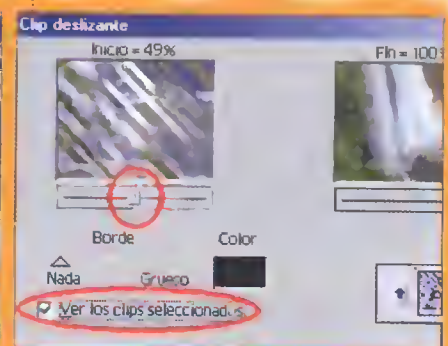 Clip deslizante
Inicio = 49%
Fin = 100%
Borde
Color
Nada
Grueso
Ver los clips seleccionados